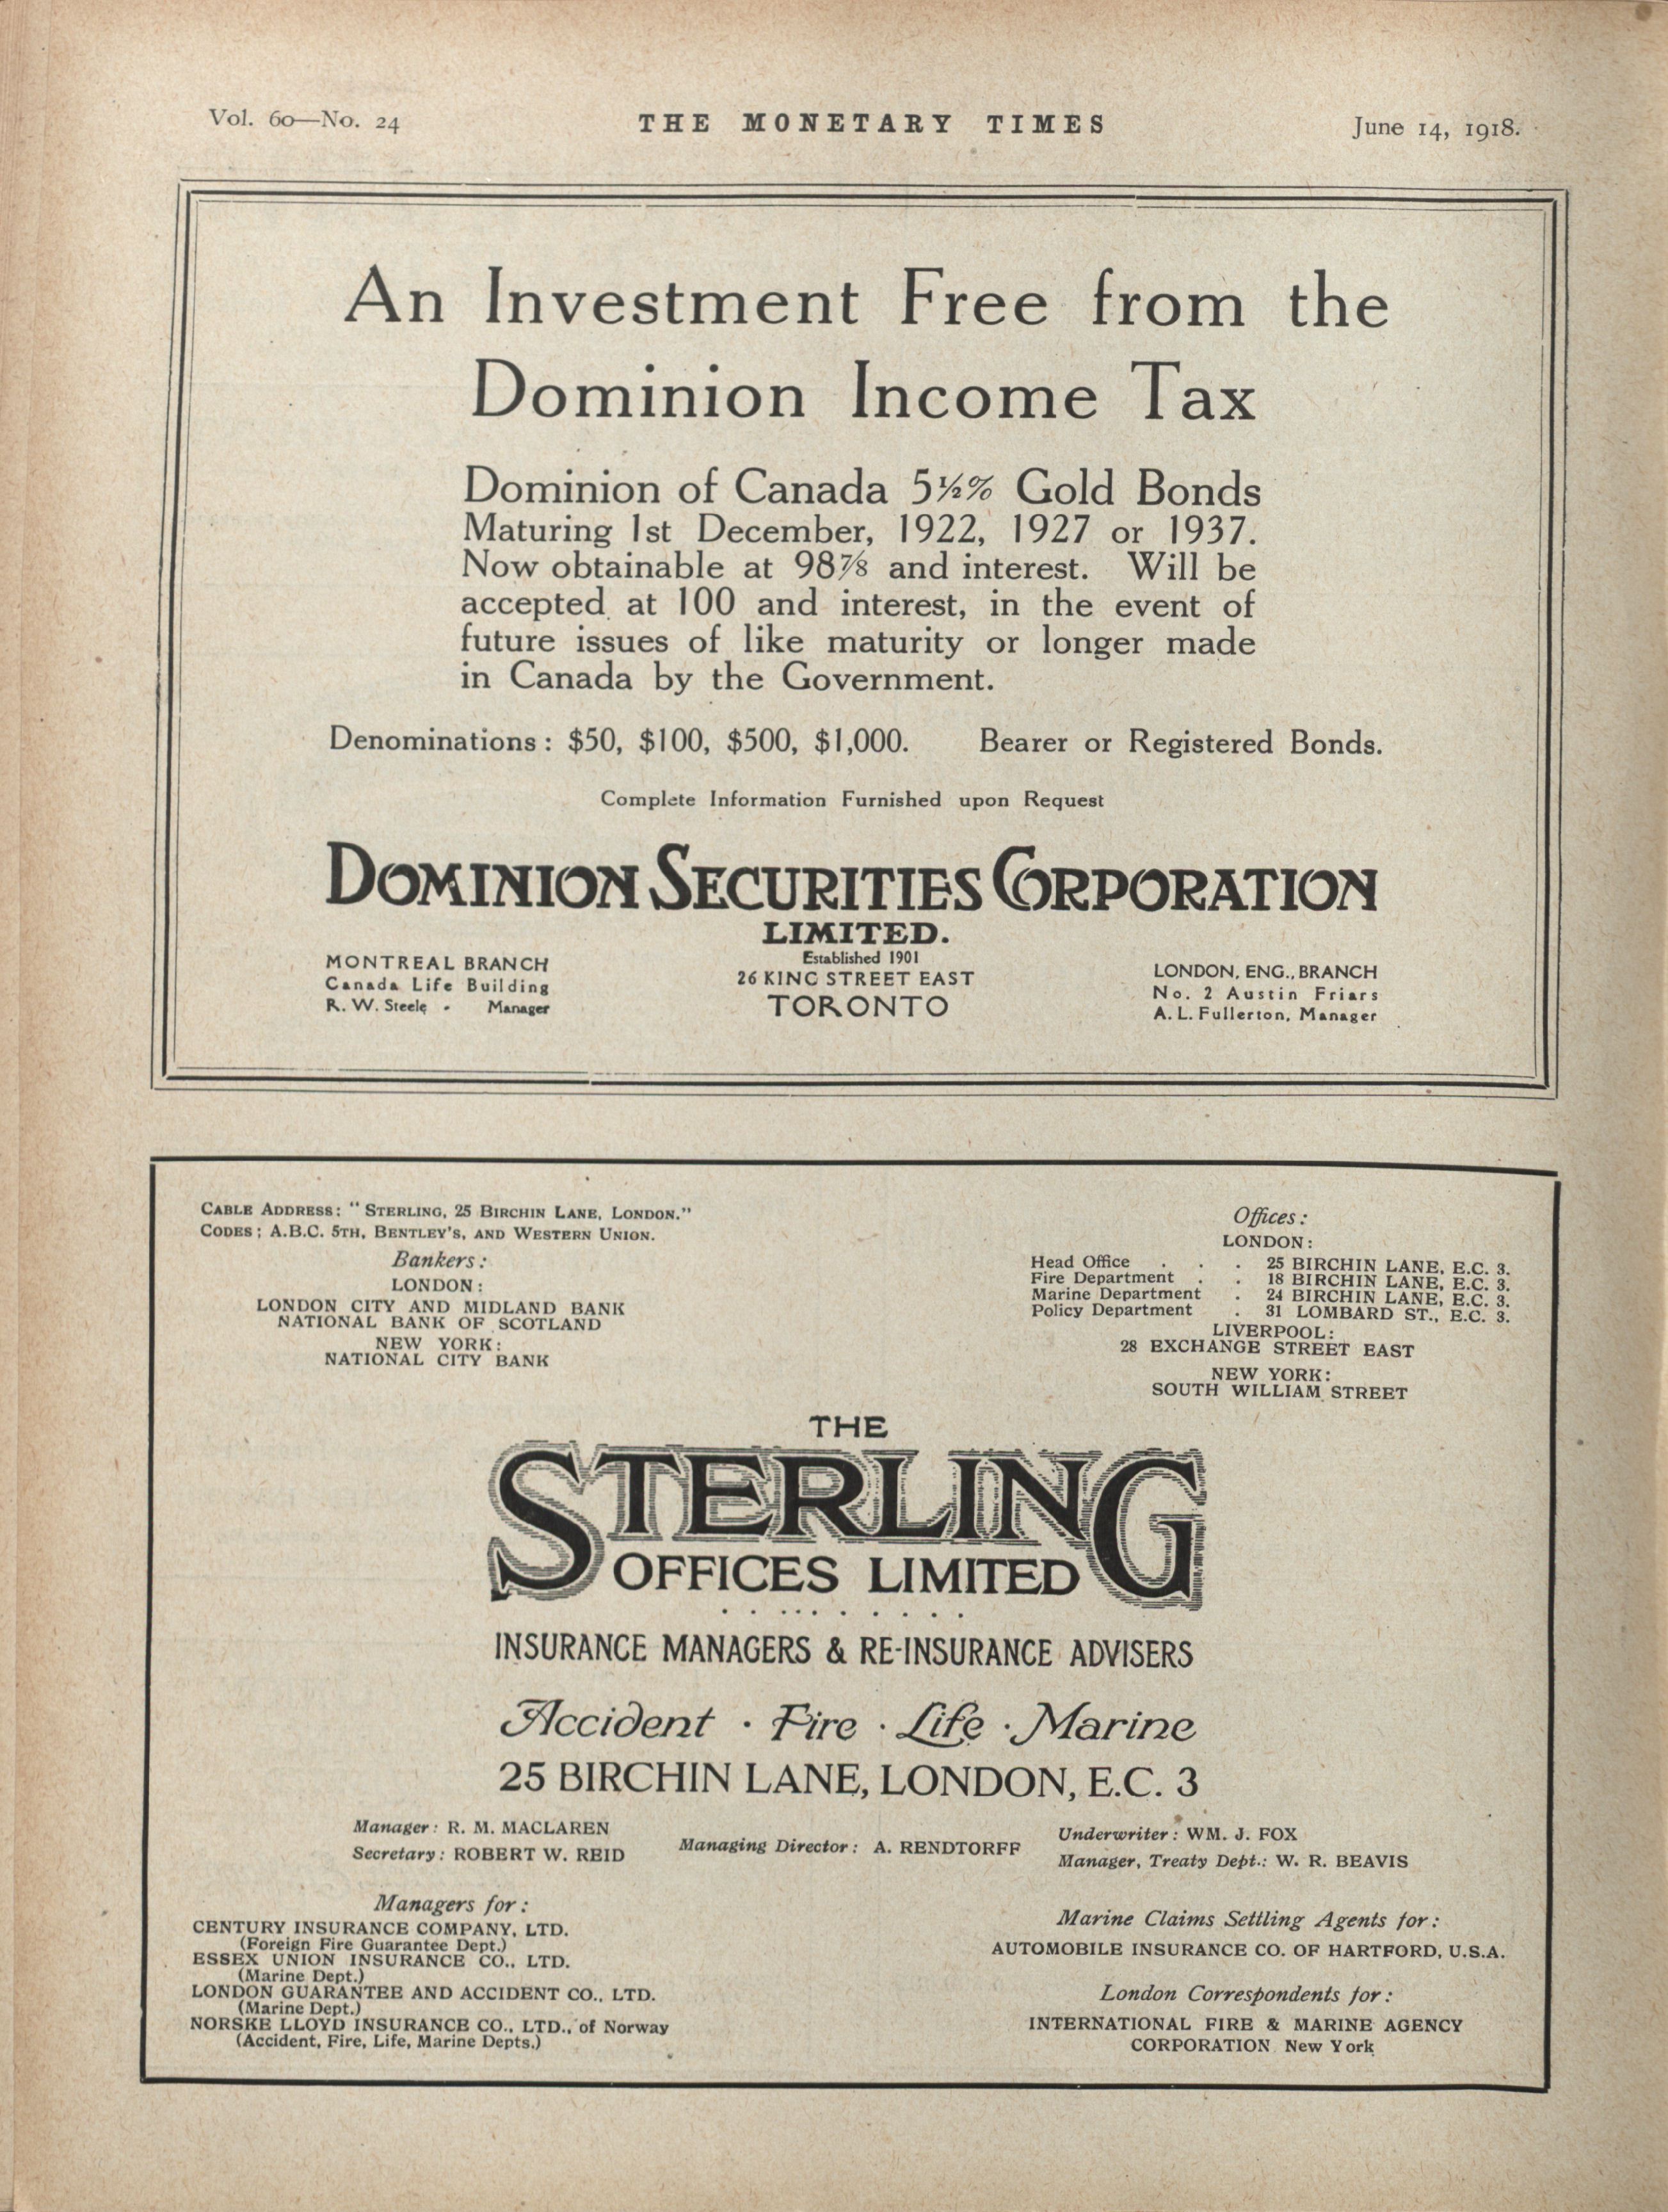 Vol. 60—No. 24 THE MONETARY TIMES June 14, 1918.
An Investment Free from the
Dominion Income Tax
Dominion of Canada 5½% Gold Bonds
Maturing 1st December, 1922, 1927 or 1937.
Now obtainable at 98⅞ and interest. Will be
accepted at 100 and interest, in the event of
future issues of like maturity or longer made
in Canada by the Government.
Denominations: $50, $100, $500, $1,000. Bearer or Registered Bonds.
Complete Information Furnished upon Request
DOMINION SECURITIES CORPORATION
LIMITED.
Established 1901
26 KING STREET EAST
TORONTO
MONTREAL BRANCH
Canada Life Building
R. W. Steele - Manager
LONDON, ENG., BRANCH
No. 2 Austin Friars
A. L. Fullerton, Manager
CABLE ADDRESS: "STERLING, 25 BIRCHIN LANE, LONDON."
CODES: A.B.C. 5TH, BENTLEY'S, AND WESTERN UNION.
Bankers:
LONDON:
LONDON CITY AND MIDLAND BANK
NATIONAL BANK OF SCOTLAND
NEW YORK:
NATIONAL CITY BANK
Offices:
LONDON:
Head Office . . . 25 BIRCHIN LANE, E.C. 3.
Fire Department . . 18 BIRCHIN LANE, E.C. 3.
Marine Department . 24 BIRCHIN LANE, E.C. 3.
Policy Department . 31 LOMBARD ST., E.C. 3.
LIVERPOOL:
28 EXCHANGE STREET EAST
NEW YORK:
SOUTH WILLIAM STREET
THE
STERLING
OFFICES LIMITED
INSURANCE MANAGERS & RE-INSURANCE ADVISERS
Accident · Fire · Life · Marine
25 BIRCHIN LANE, LONDON, E.C. 3
Manager: R. M. MACLAREN
Secretary: ROBERT W. REID
Managing Director: A. RENDTORFF
Underwriter: WM. J. FOX
Manager, Treaty Dept.: W. R. BEAVIS
Managers for:
CENTURY INSURANCE COMPANY, LTD.
(Foreign Fire Guarantee Dept.)
ESSEX UNION INSURANCE CO., LTD.
(Marine Dept.)
LONDON GUARANTEE AND ACCIDENT CO., LTD.
(Marine Dept.)
NORSKE LLOYD INSURANCE CO., LTD., of Norway
(Accident, Fire, Life, Marine Depts.)
Marine Claims Settling Agents for:
AUTOMOBILE INSURANCE CO. OF HARTFORD, U.S.A.
London Correspondents for:
INTERNATIONAL FIRE & MARINE AGENCY
CORPORATION New York